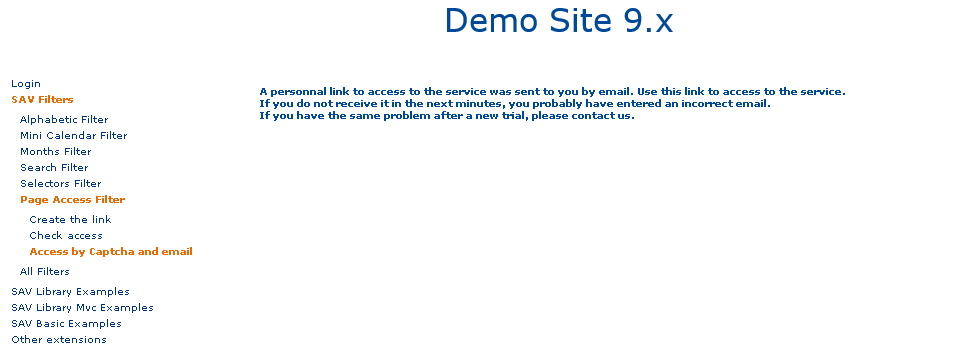 Demo Site 9.x
Login
SAV Filters
Alphabetic Filter
Mini Calendar Filter
Months Filter
Search Filter
Selectors Filter
Page Access Filter
Create the link
Check access
Access by Captcha and email
All Filters
SAV Library Examples
SAV Library Mvc Examples
SAV Basic Examples
Other extensions
A personnal link to access to the service was sent to you by email. Use this link to access to the service.
If you do not receive it in the next minutes, you probably have entered an incorrect email.
If you have the same problem after a new trial, please contact us.